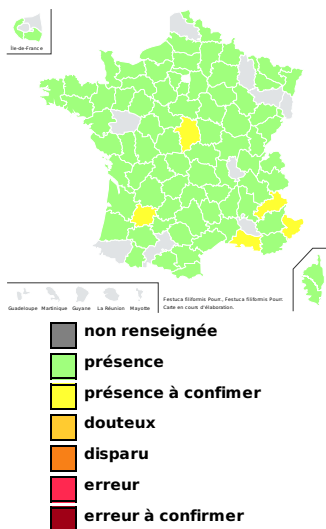 Île-de-France
Guadeloupe Martinique Guyane La Réunion Mayotte
Festuca filiformis Pourr., Festuca filiformis Pourr.
Carte en cours d'élaboration.
non renseignée
présence
présence à confimer
douteux
disparu
erreur
erreur à confirmer